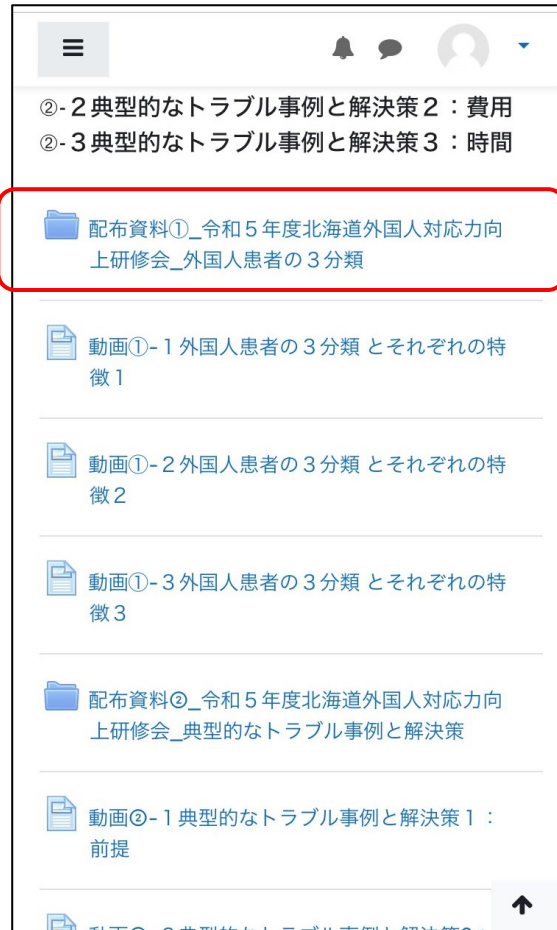 ②-２典型的なトラブル事例と解決策２：費用
②-３典型的なトラブル事例と解決策３：時間
配布資料①_令和５年度北海道外国人対応力向
上研修会_外国人患者の３分類
動画①-１外国人患者の３分類 とそれぞれの特
徴１
動画①-２外国人患者の３分類 とそれぞれの特
徴２
動画①-３外国人患者の３分類 とそれぞれの特
徴３
配布資料②_令和５年度北海道外国人対応力向
上研修会_典型的なトラブル事例と解決策
動画②-１典型的なトラブル事例と解決策１：
前提